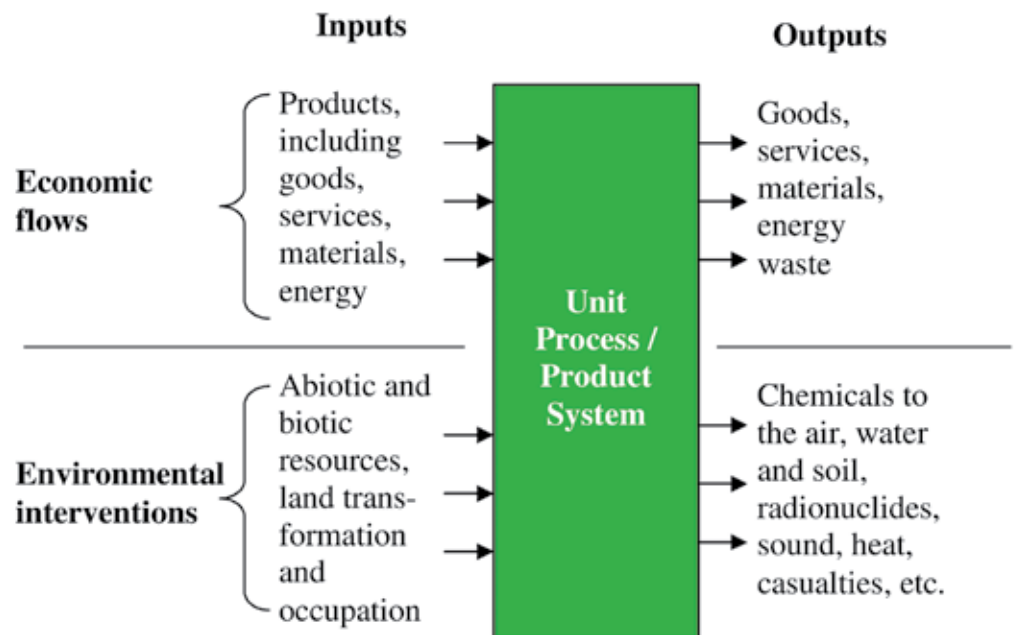 Inputs
Outputs
Economic
flows
Products,
including
goods,
services,
materials,
energy
Goods,
services,
materials,
energy
waste
Unit
Process /
Product
System
Environmental
interventions
Abiotic and
biotic
resources,
land trans-
formation
and
occupation
Chemicals to
the air, water
and soil,
radionuclides,
sound, heat,
casualties, etc.